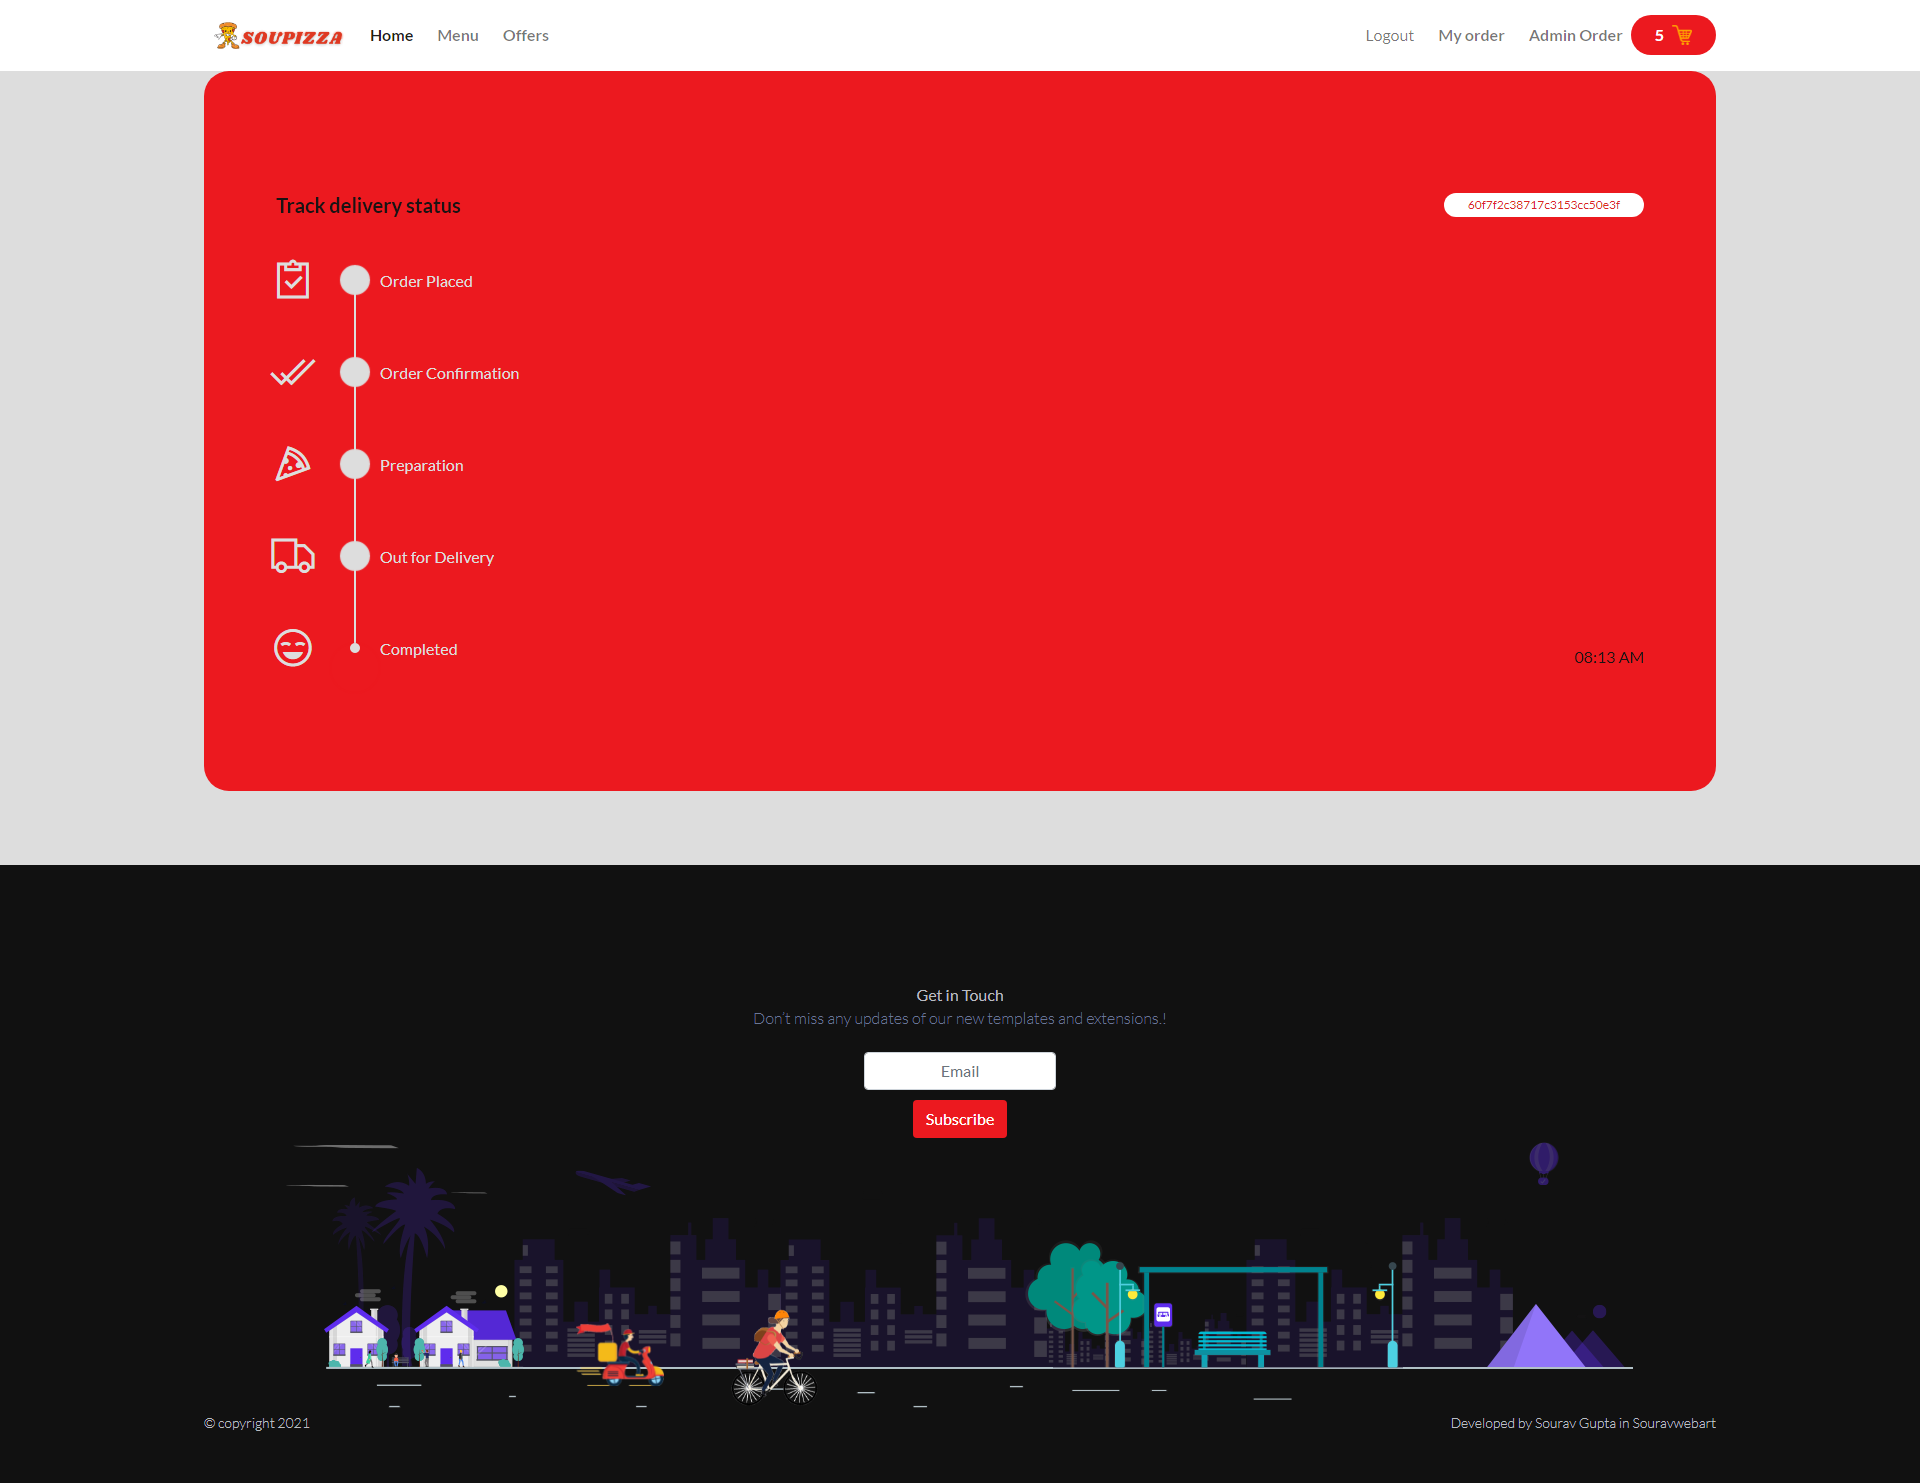 SOUPIZZA Home Menu Offers Logout My order Admin Order 5
Track delivery status 60f7f2c38717c3153cc50e3f
Order Placed
Order Confirmation
Preparation
Out for Delivery
Completed
08:13 AM
Get in Touch
Don't miss any updates of our new templates and extensions.!
Email
Subscribe
© copyright 2021 Developed by Sourav Gupta in Souravwebart